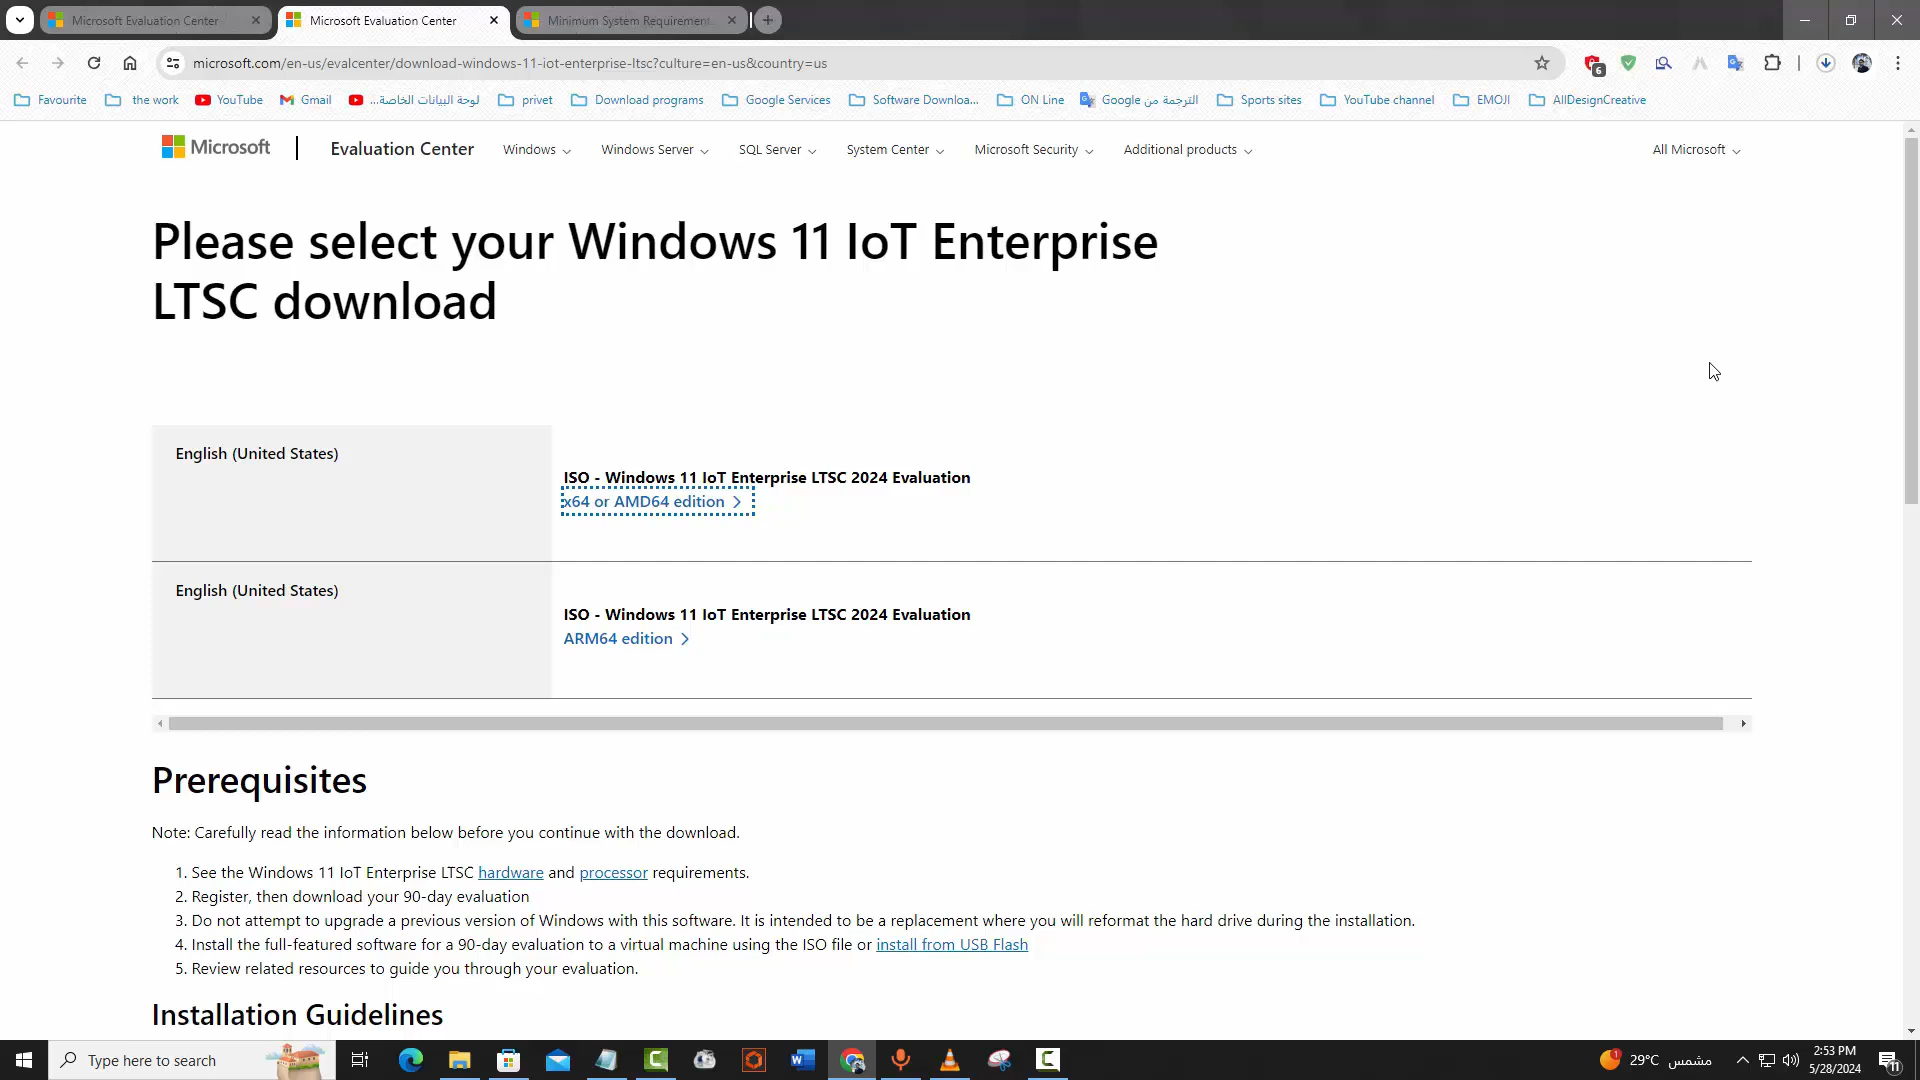 Microsoft Evaluation Center
Microsoft Evaluation Center
Minimum System Requirement
microsoft.com/en-us/evalcenter/download-windows-11-iot-enterprise-ltsc?culture=en-us&country=us
6
Favourite
the work
YouTube
Gmail
لوحة البيانات الخاصة...
privet
Download programs
Google Services
Software Downloa...
ON Line
الترجمة من Google
Sports sites
YouTube channel
EMOJI
AllDesignCreative
Microsoft
Evaluation Center
Windows
Windows Server
SQL Server
System Center
Microsoft Security
Additional products
All Microsoft
Please select your Windows 11 IoT Enterprise
LTSC download
English (United States)
ISO - Windows 11 IoT Enterprise LTSC 2024 Evaluation
x64 or AMD64 edition
English (United States)
ISO - Windows 11 IoT Enterprise LTSC 2024 Evaluation
ARM64 edition
Prerequisites
Note: Carefully read the information below before you continue with the download.
1. See the Windows 11 IoT Enterprise LTSC hardware and processor requirements.
2. Register, then download your 90-day evaluation
3. Do not attempt to upgrade a previous version of Windows with this software. It is intended to be a replacement where you will reformat the hard drive during the installation.
4. Install the full-featured software for a 90-day evaluation to a virtual machine using the ISO file or install from USB Flash
5. Review related resources to guide you through your evaluation.
Installation Guidelines
Type here to search
1
29°C مشمس
2:53 PM
5/28/2024
11